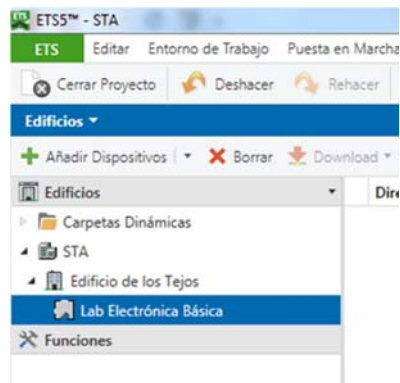 ETS5™ - STA
ETS Editar Entorno de Trabajo Puesta en Marcha
Cerrar Proyecto Deshacer Rehacer
Edificios
Añadir Dispositivos Borrar Download
Edificios Dire
Carpetas Dinámicas
STA
Edificio de los Tejos
Lab Electrónica Básica
Funciones